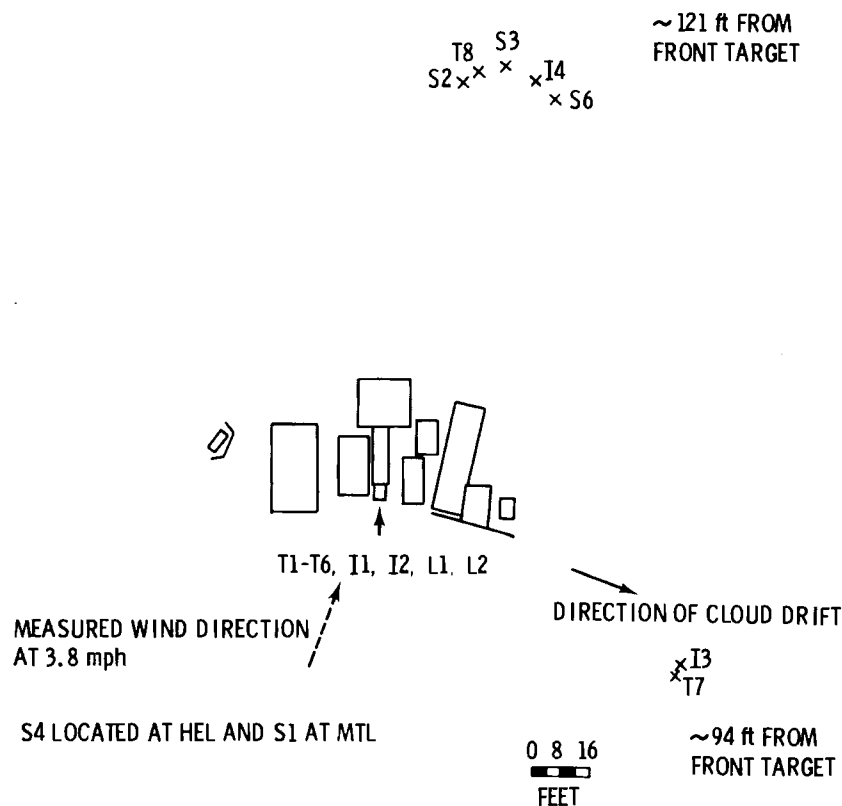 ~121 ft FROM
FRONT TARGET
S3
T8
I4
S2
S6
T1-T6, I1, I2, L1, L2
MEASURED WIND DIRECTION
AT 3.8 mph
DIRECTION OF CLOUD DRIFT
I3
T7
S4 LOCATED AT HEL AND S1 AT MTL
~94 ft FROM
FRONT TARGET
0 8 16
FEET